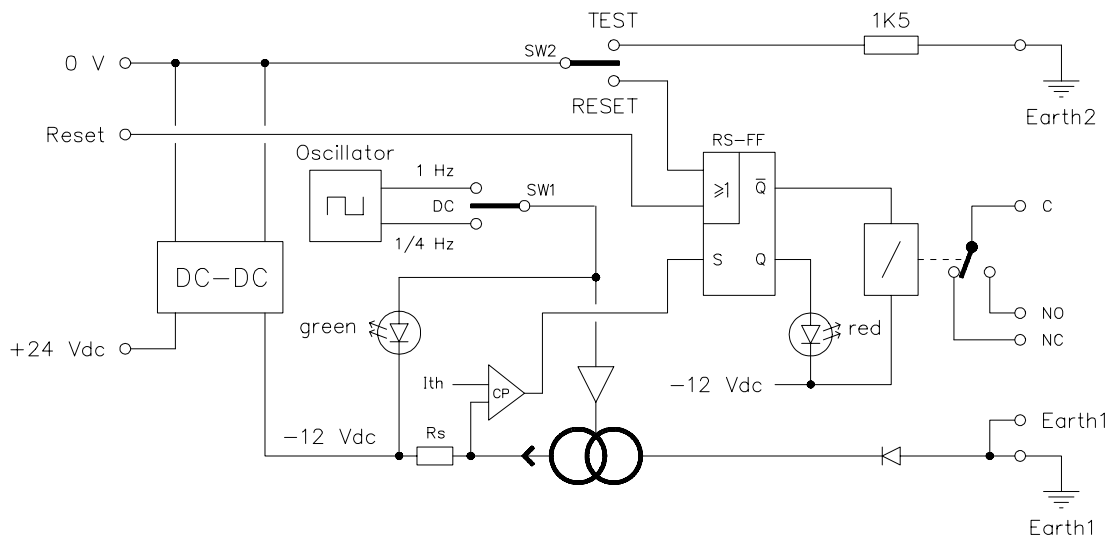 TEST
1K5
SW2
0 V
RESET
Earth2
Reset
RS-FF
Oscillator
1 Hz
≥1
Q̅
SW1
DC
C
1/4 Hz
DC-DC
S
Q
green
red
NO
+24 Vdc
NC
Ith
CP
-12 Vdc
Rs
-12 Vdc
Earth1
Earth1